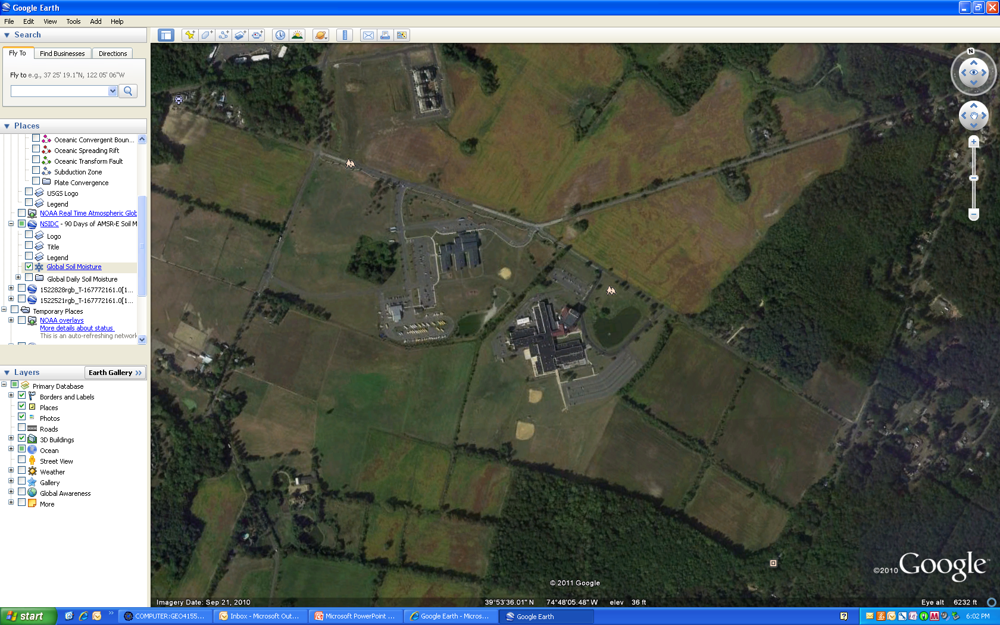 Google Earth
File Edit View Tools Add Help
Search
Fly To Find Businesses Directions
Fly to e.g., 37 25' 19.1"N, 122 05' 06"W
Places
Oceanic Convergent Boun...
Oceanic Spreading Rift
Oceanic Transform Fault
Subduction Zone
Plate Convergence
USGS Logo
Legend
NOAA Real Time Atmospheric Glob
NSIDC - 90 Days of AMSR-E Soil M
Logo
Title
Legend
Global Soil Moisture
Global Daily Soil Moisture
1522828rgb_T-167772161.0[1...
1522521rgb_T-167772161.0[1...
Temporary Places
NOAA overlays
More details about status
This is an auto-refreshing network
Layers
Earth Gallery >>
Primary Database
Borders and Labels
Places
Photos
Roads
3D Buildings
Ocean
Street View
Weather
Gallery
Global Awareness
More
N
©2010 Google™
© 2011 Google
Imagery Date: Sep 21, 2010 39°53'36.01" N 74°48'05.48" W elev 36 ft Eye alt 6232 ft
start
COMPUTER:GEO4155...
Inbox - Microsoft Out...
Microsoft PowerPoint ...
Google Earth - Micros...
Google Earth
6:02 PM